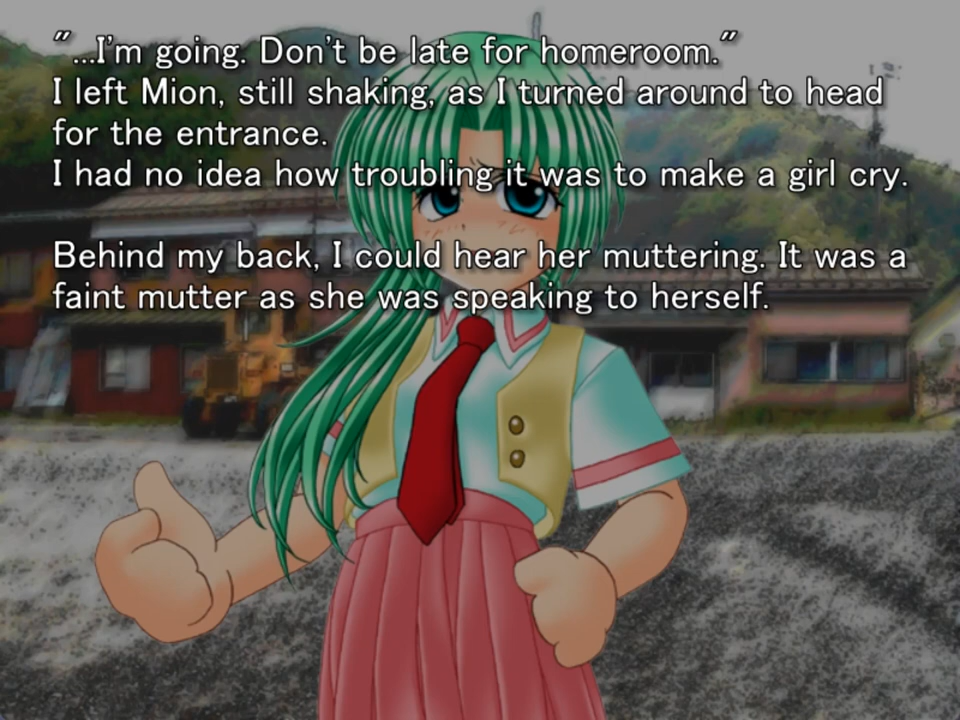 "...I'm going. Don't be late for homeroom."
I left Mion, still shaking, as I turned around to head
for the entrance.
I had no idea how troubling it was to make a girl cry.
Behind my back, I could hear her muttering. It was a
faint mutter as she was speaking to herself.